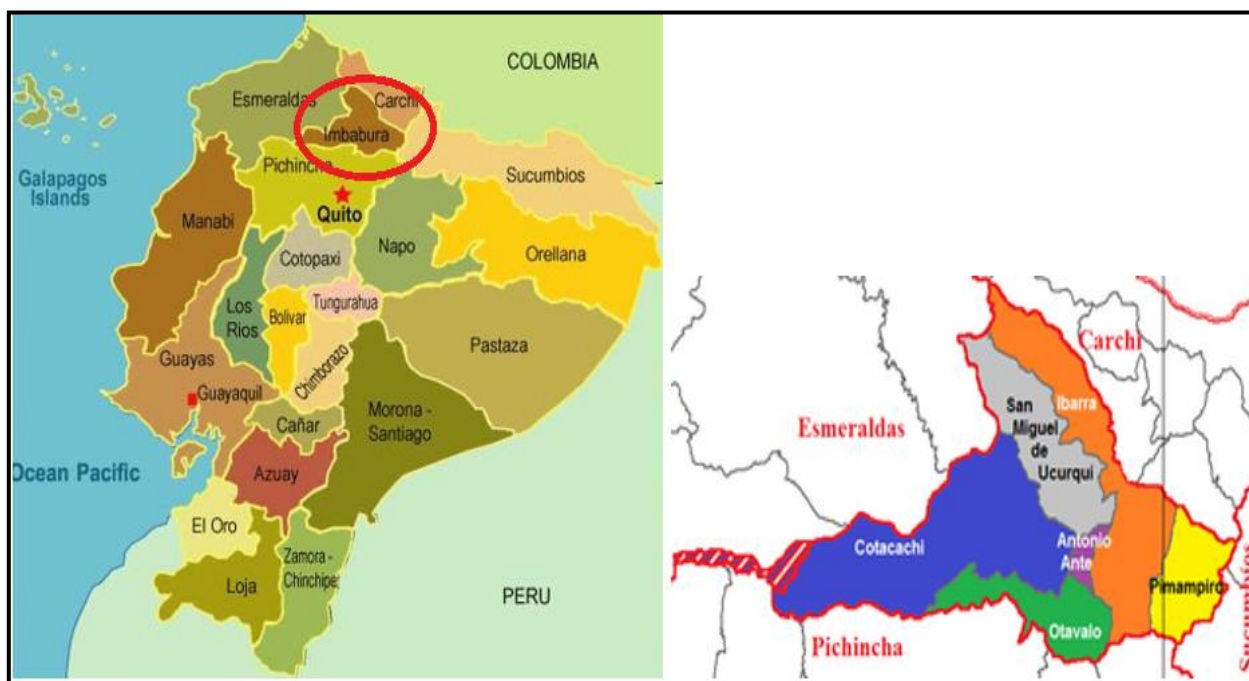 COLOMBIA
Esmeraldas
Carchi
Imbabura
Pichincha
Galapagos
Islands
Sucumbios
Quito
Manabi
Napo
Orellana
Cotopaxi
Tungurahua
Los
Rios
Bolivar
Pastaza
Guayas
Chimborazo
Guayaquil
Morona -
Santiago
Cañar
Ocean Pacific
Azuay
El Oro
Zamora -
Chinchipe
Loja
PERU
Carchi
Ibarra
San
Miguel
de
Ucurquí
Esmeraldas
Cotacachi
Antonio
Ante
Pimampiro
Otavalo
Pichincha
Sucumbíos